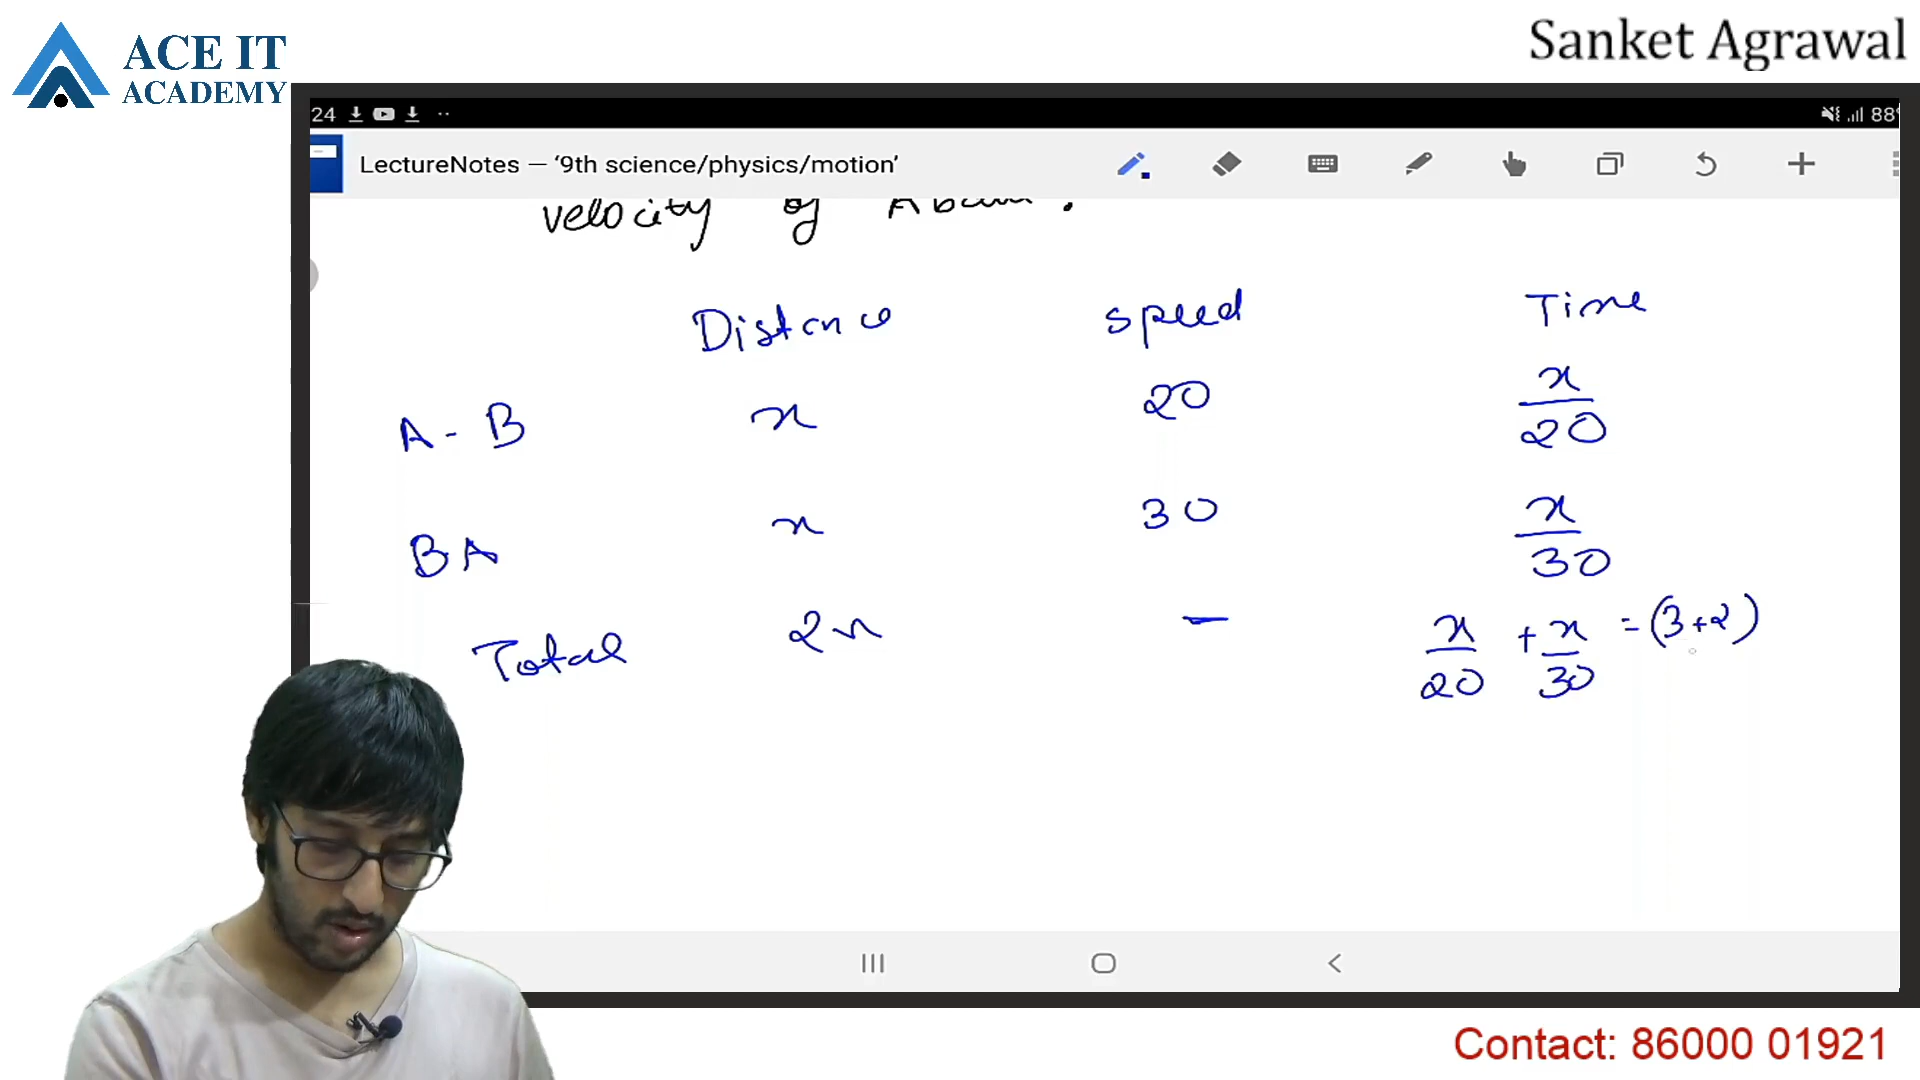 ACE IT
ACADEMY
Sanket Agrawal
24
88
LectureNotes — ‘9th science/physics/motion’
velocity of
Distance speed Time
A - B x 20 x/20
BA x 30 x/30
Total 2x - x/20 + x/30 = (3+2)
Contact: 86000 01921